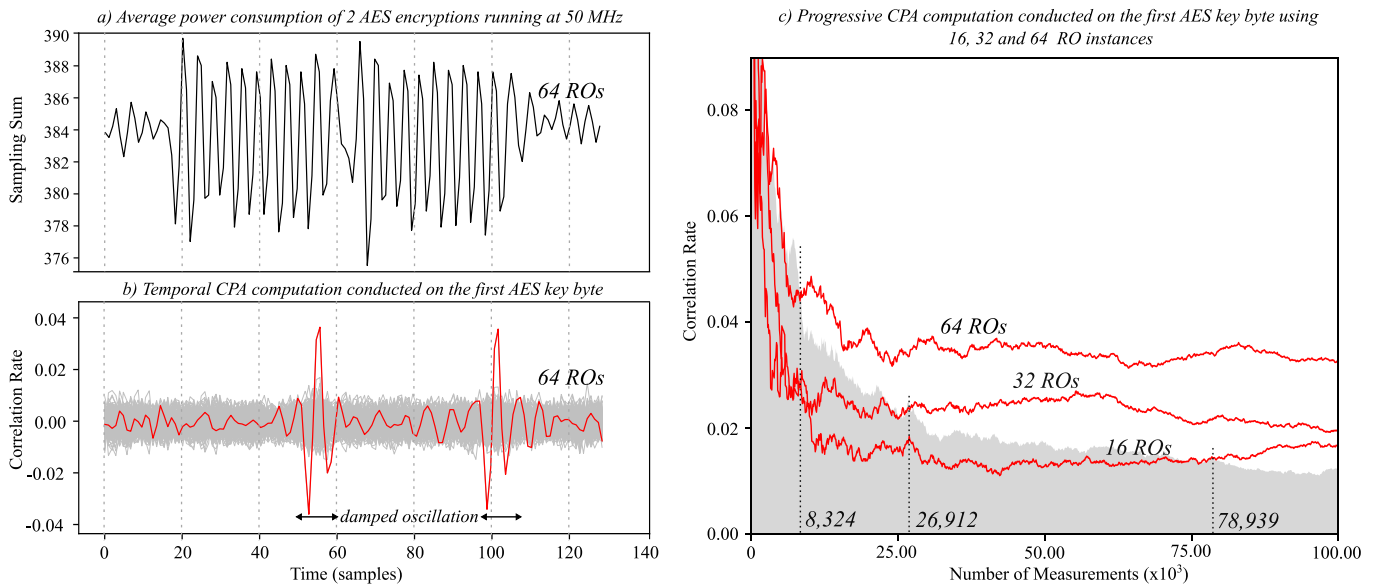 a) Average power consumption of 2 AES encryptions running at 50 MHz
390
388
386
384
382
380
378
376
Sampling Sum
64 ROs
b) Temporal CPA computation conducted on the first AES key byte
0.04
0.02
0.00
-0.02
-0.04
Correlation Rate
64 ROs
damped oscillation
0 20 40 60 80 100 120 140
Time (samples)
c) Progressive CPA computation conducted on the first AES key byte using
16, 32 and 64 RO instances
0.08
0.06
0.04
0.02
0.00
Correlation Rate
64 ROs
32 ROs
16 ROs
8,324 26,912 78,939
0 25.00 50.00 75.00 100.00
Number of Measurements (x10³)